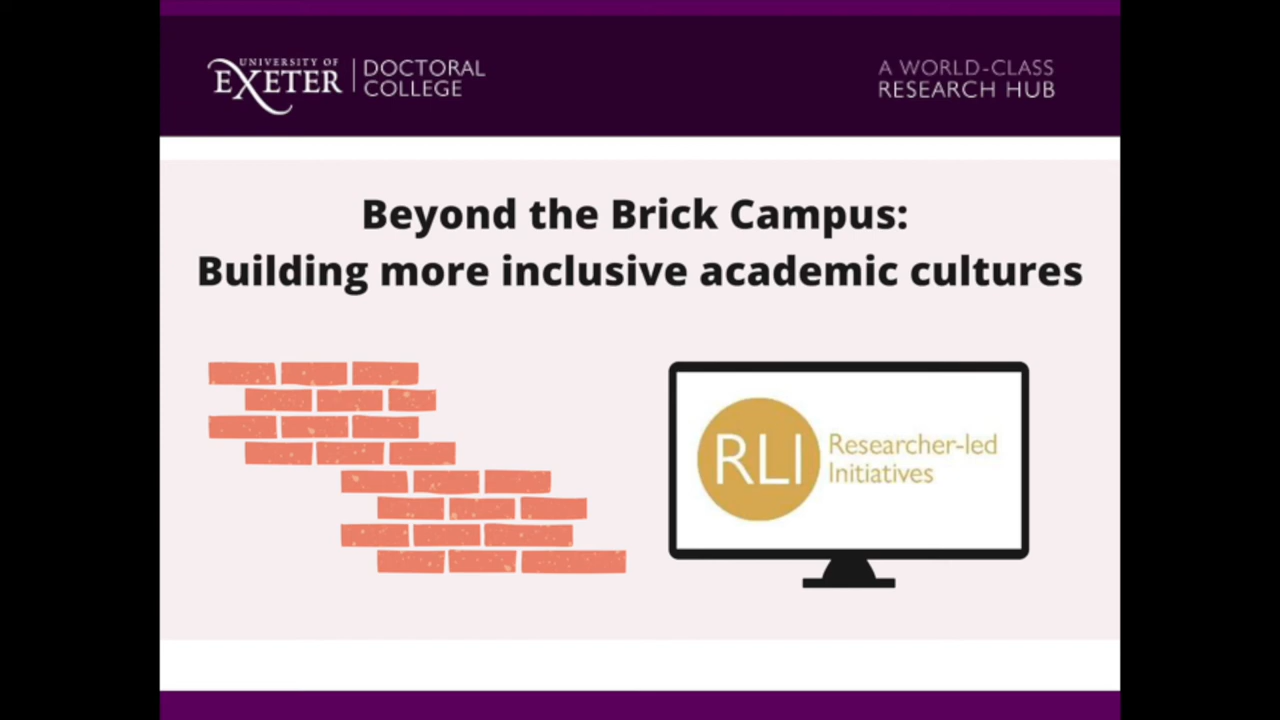 UNIVERSITY OF
EXETER
DOCTORAL
COLLEGE
A WORLD-CLASS
RESEARCH HUB
Beyond the Brick Campus:
Building more inclusive academic cultures
RLI
Researcher-led
Initiatives